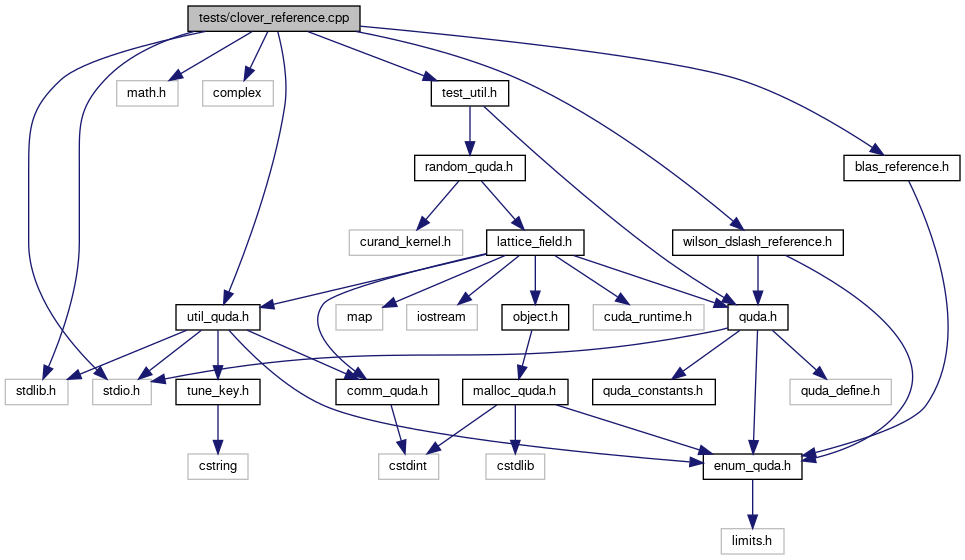 tests/clover_reference.cpp
math.h
complex
test_util.h
random_quda.h
blas_reference.h
curand_kernel.h
lattice_field.h
wilson_dslash_reference.h
util_quda.h
map
iostream
object.h
cuda_runtime.h
quda.h
stdlib.h
stdio.h
tune_key.h
comm_quda.h
malloc_quda.h
quda_constants.h
quda_define.h
cstring
cstdint
cstdlib
enum_quda.h
limits.h